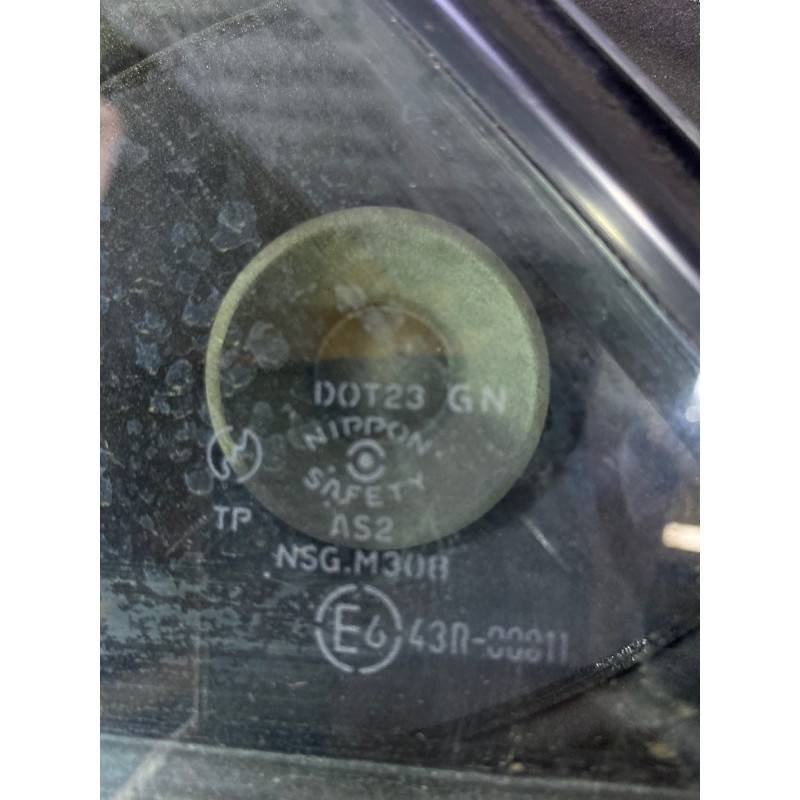 DOT23 GN
NIPPON
SAFETY
TP
AS2
NSG.M308
E6 43R-00811